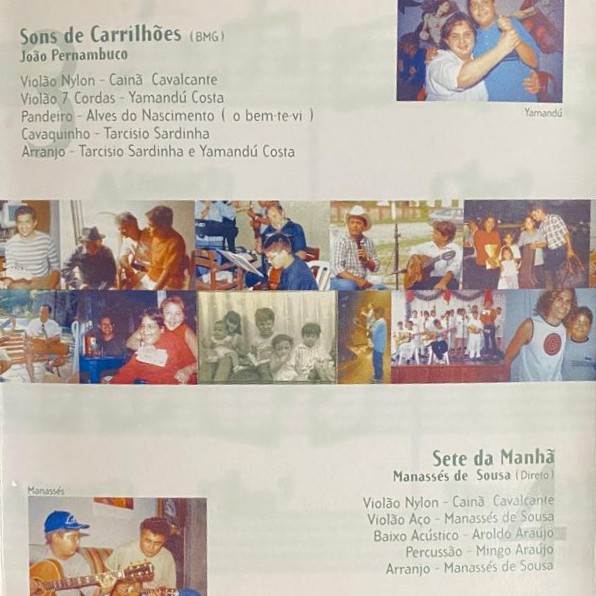 Sons de Carrilhões (BMG)
João Pernambuco
Violão Nylon - Cainã Cavalcante
Violão 7 Cordas - Yamandú Costa
Pandeiro - Alves do Nascimento ( o bem-te-vi )
Cavaquinho - Tarcisio Sardinha
Arranjo - Tarcisio Sardinha e Yamandú Costa
Yamandú
Sete da Manhã
Manassés de Sousa (Direto)
Violão Nylon - Cainã Cavalcante
Violão Aço - Manassés de Sousa
Baixo Acústico - Aroldo Araújo
Percussão - Mingo Araújo
Arranjo - Manassés de Sousa
Manassés